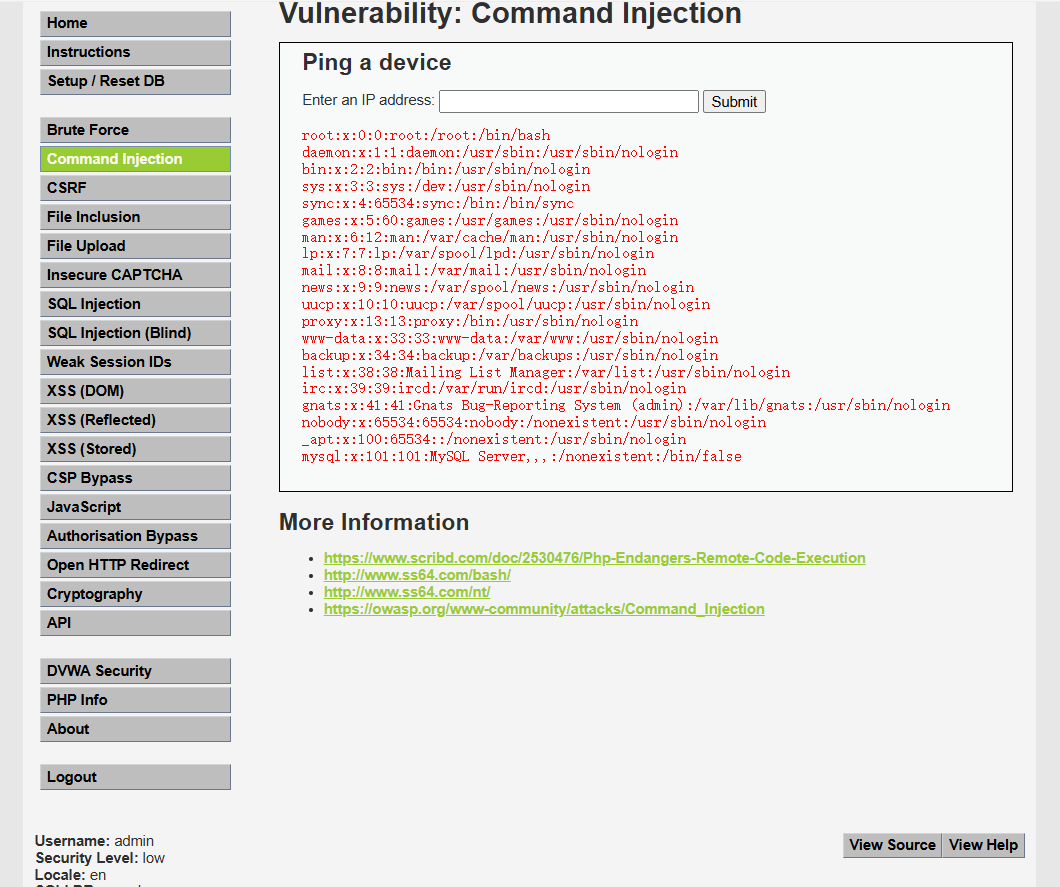 Vulnerability: Command Injection
Home
Instructions
Setup / Reset DB
Brute Force
Command Injection
CSRF
File Inclusion
File Upload
Insecure CAPTCHA
SQL Injection
SQL Injection (Blind)
Weak Session IDs
XSS (DOM)
XSS (Reflected)
XSS (Stored)
CSP Bypass
JavaScript
Authorisation Bypass
Open HTTP Redirect
Cryptography
API
DVWA Security
PHP Info
About
Logout
Ping a device
Enter an IP address: Submit
root:x:0:0:root:/root:/bin/bash
daemon:x:1:1:daemon:/usr/sbin:/usr/sbin/nologin
bin:x:2:2:bin:/bin:/usr/sbin/nologin
sys:x:3:3:sys:/dev:/usr/sbin/nologin
sync:x:4:65534:sync:/bin:/bin/sync
games:x:5:60:games:/usr/games:/usr/sbin/nologin
man:x:6:12:man:/var/cache/man:/usr/sbin/nologin
lp:x:7:7:lp:/var/spool/lpd:/usr/sbin/nologin
mail:x:8:8:mail:/var/mail:/usr/sbin/nologin
news:x:9:9:news:/var/spool/news:/usr/sbin/nologin
uucp:x:10:10:uucp:/var/spool/uucp:/usr/sbin/nologin
proxy:x:13:13:proxy:/bin:/usr/sbin/nologin
www-data:x:33:33:www-data:/var/www:/usr/sbin/nologin
backup:x:34:34:backup:/var/backups:/usr/sbin/nologin
list:x:38:38:Mailing List Manager:/var/list:/usr/sbin/nologin
irc:x:39:39:ircd:/var/run/ircd:/usr/sbin/nologin
gnats:x:41:41:Gnats Bug-Reporting System (admin):/var/lib/gnats:/usr/sbin/nologin
nobody:x:65534:65534:nobody:/nonexistent:/usr/sbin/nologin
_apt:x:100:65534::/nonexistent:/usr/sbin/nologin
mysql:x:101:101:MySQL Server,,,:/nonexistent:/bin/false
More Information
https://www.scribd.com/doc/2530476/Php-Endangers-Remote-Code-Execution
http://www.ss64.com/bash/
http://www.ss64.com/nt/
https://owasp.org/www-community/attacks/Command_Injection
Username: admin
Security Level: low
Locale: en
View Source View Help